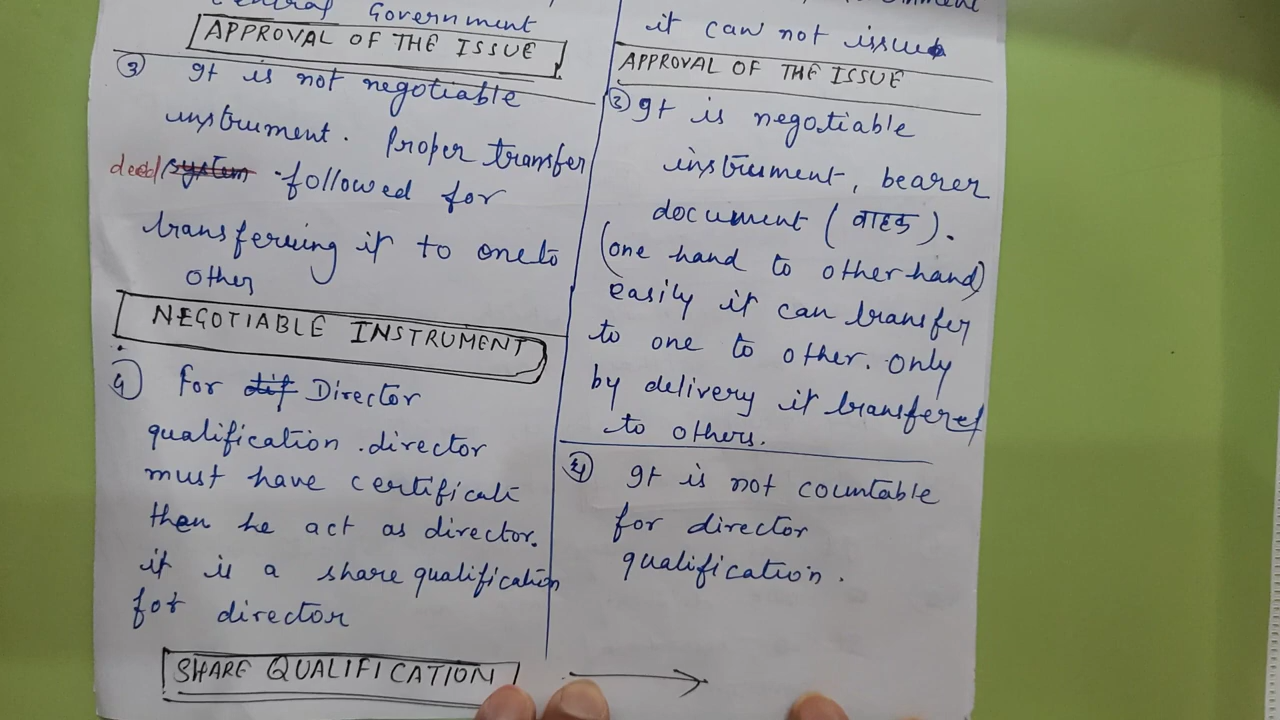 Central Government
APPROVAL OF THE ISSUE
③ It is not negotiable
instrument. Proper transfer
deed/system followed for
transferring it to one to
other
NEGOTIABLE INSTRUMENT
④ For dif Director
qualification. director
must have certificate
then he act as director.
it is a share qualification
for director
SHARE QUALIFICATION
it can not issue
APPROVAL OF THE ISSUE
③ It is negotiable
instrument, bearer
document (वाहक).
(one hand to other hand)
easily it can transfer
to one to other. Only
by delivery it transferes
to others.
④ It is not countable
for director
qualification.